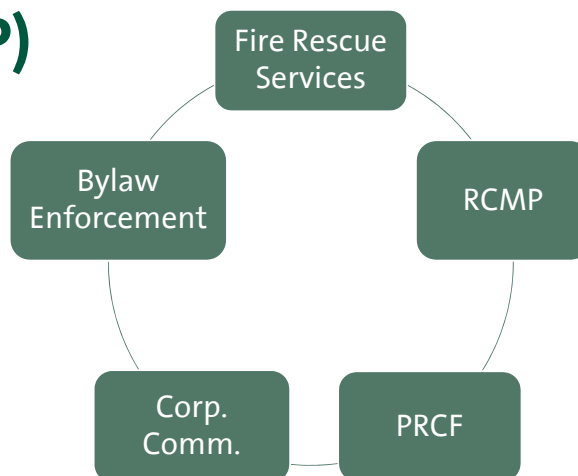 P)
Fire Rescue
Services
Bylaw
Enforcement
RCMP
Corp.
Comm.
PRCF